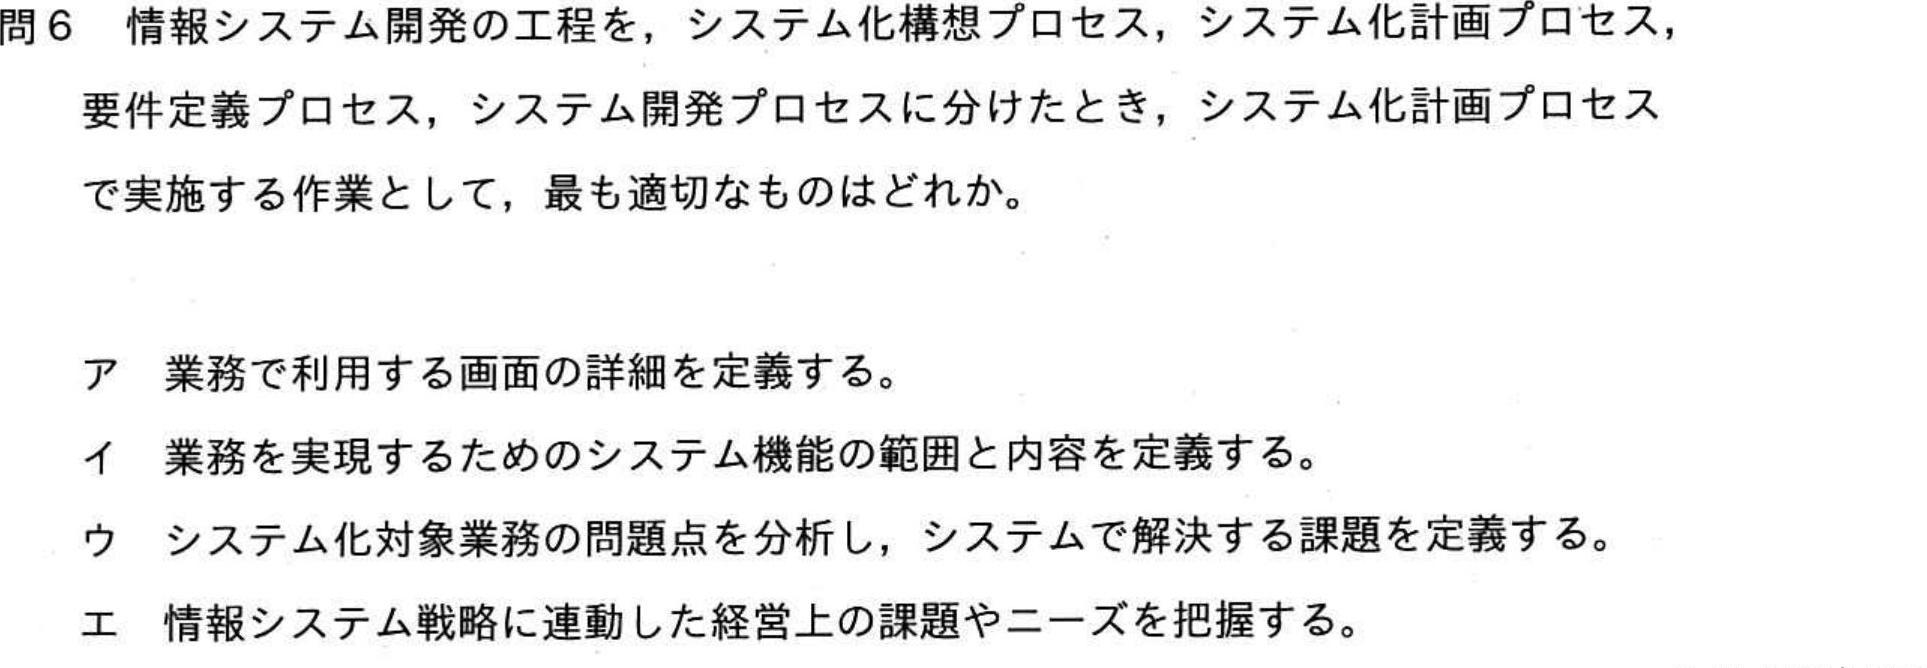 問6 情報システム開発の工程を，システム化構想プロセス，システム化計画プロセス，
要件定義プロセス，システム開発プロセスに分けたとき，システム化計画プロセス
で実施する作業として，最も適切なものはどれか。
ア 業務で利用する画面の詳細を定義する。
イ 業務を実現するためのシステム機能の範囲と内容を定義する。
ウ システム化対象業務の問題点を分析し，システムで解決する課題を定義する。
エ 情報システム戦略に連動した経営上の課題やニーズを把握する。